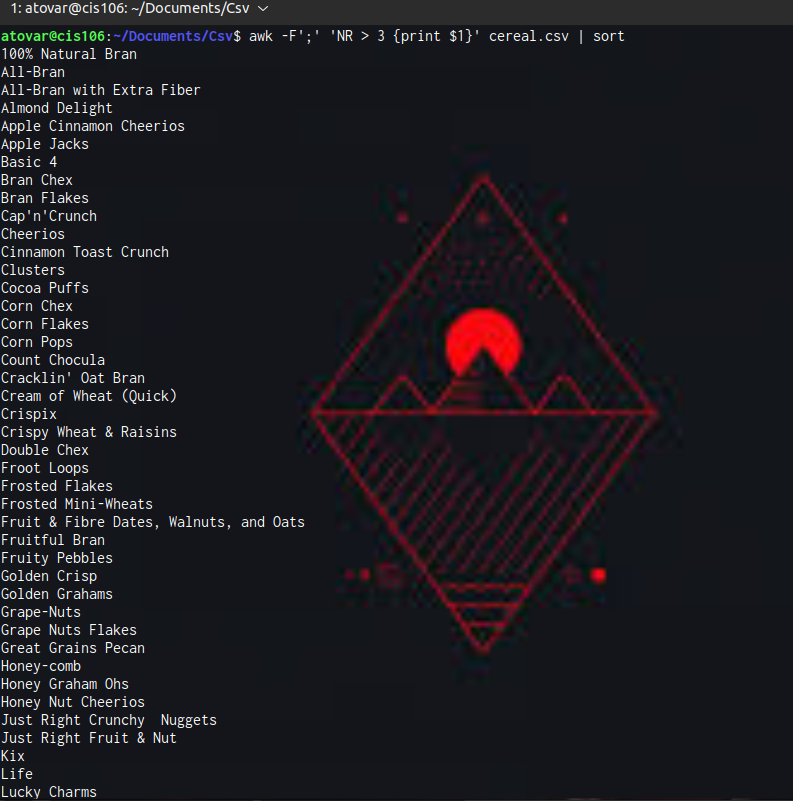 1: atovar@cis106: ~/Documents/Csv
atovar@cis106:~/Documents/Csv$ awk -F';' 'NR > 3 {print $1}' cereal.csv | sort
100% Natural Bran
All-Bran
All-Bran with Extra Fiber
Almond Delight
Apple Cinnamon Cheerios
Apple Jacks
Basic 4
Bran Chex
Bran Flakes
Cap'n'Crunch
Cheerios
Cinnamon Toast Crunch
Clusters
Cocoa Puffs
Corn Chex
Corn Flakes
Corn Pops
Count Chocula
Cracklin' Oat Bran
Cream of Wheat (Quick)
Crispix
Crispy Wheat & Raisins
Double Chex
Froot Loops
Frosted Flakes
Frosted Mini-Wheats
Fruit & Fibre Dates, Walnuts, and Oats
Fruitful Bran
Fruity Pebbles
Golden Crisp
Golden Grahams
Grape-Nuts
Grape Nuts Flakes
Great Grains Pecan
Honey-comb
Honey Graham Ohs
Honey Nut Cheerios
Just Right Crunchy  Nuggets
Just Right Fruit & Nut
Kix
Life
Lucky Charms